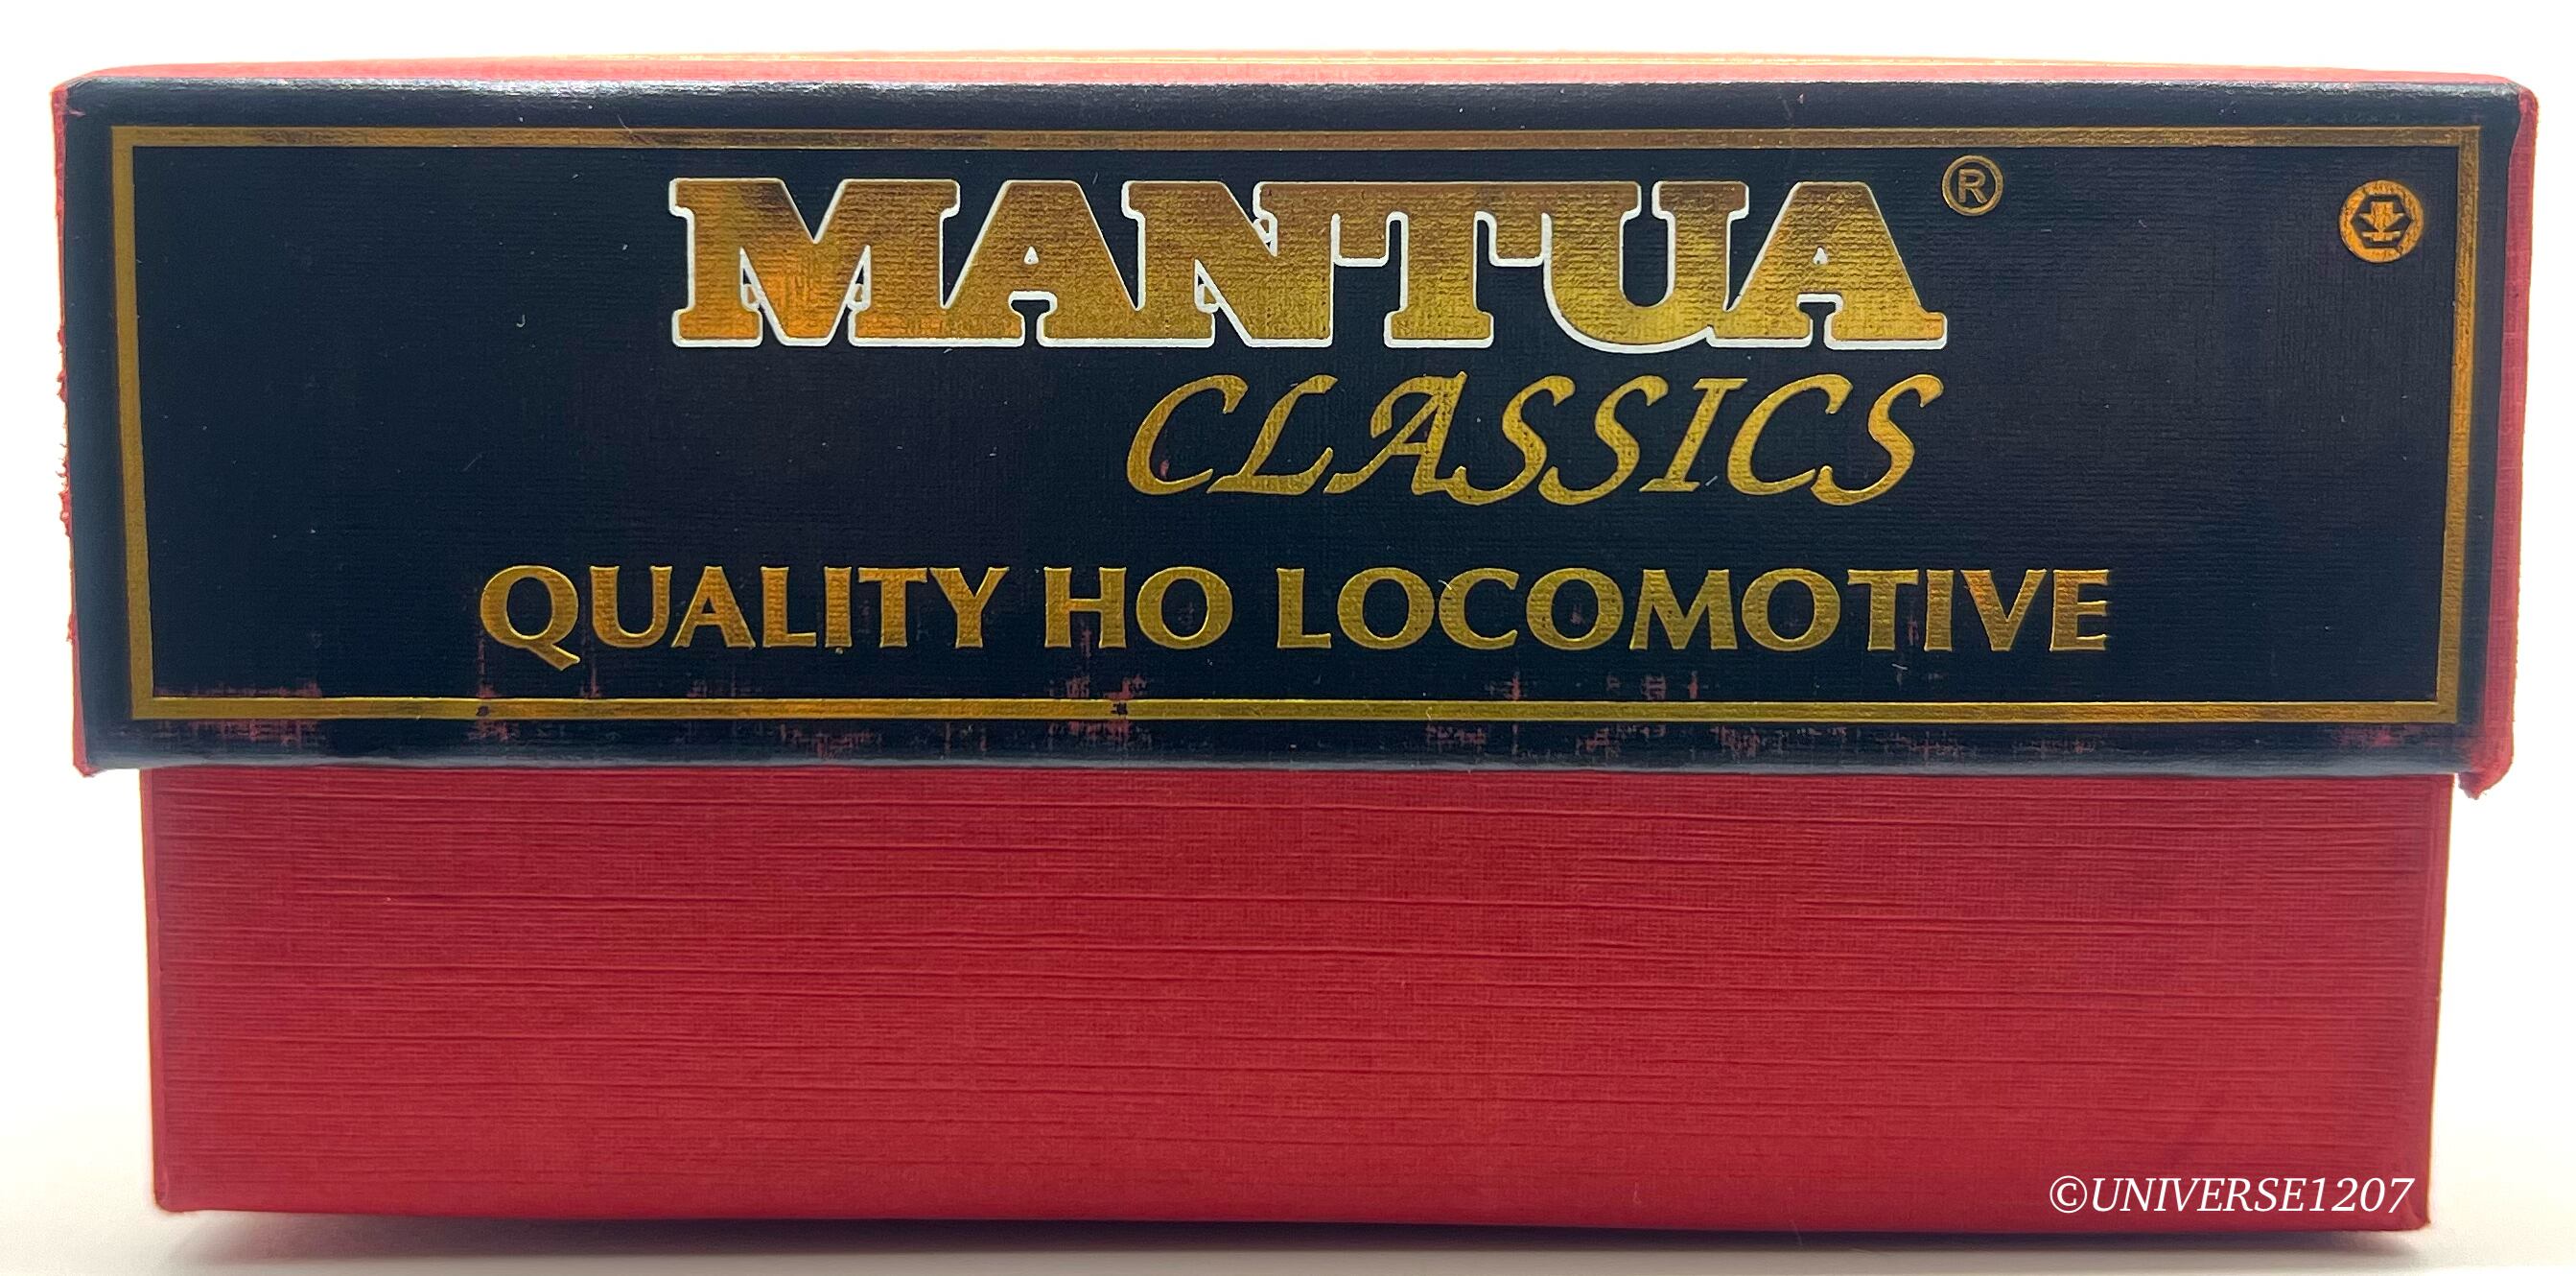 MANTUA®
CLASSICS
QUALITY HO LOCOMOTIVE
©UNIVERSE1207